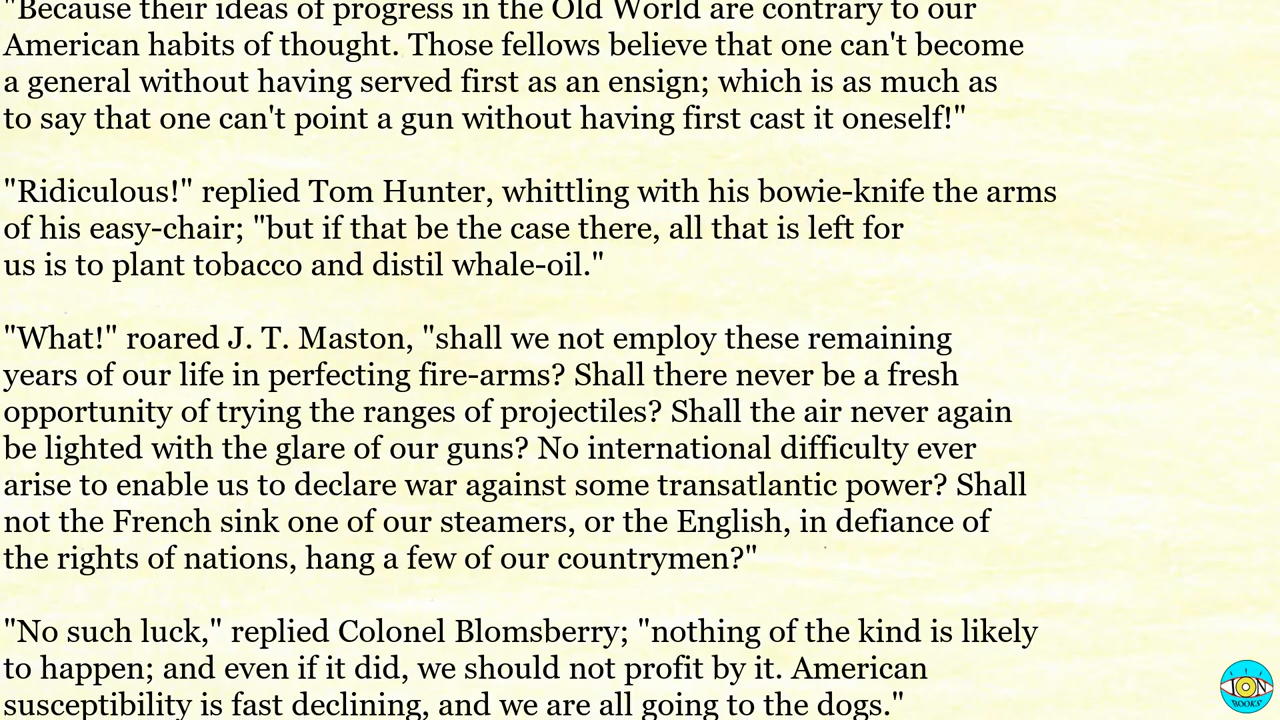 "Because their ideas of progress in the Old World are contrary to our
American habits of thought. Those fellows believe that one can't become
a general without having served first as an ensign; which is as much as
to say that one can't point a gun without having first cast it oneself!"
"Ridiculous!" replied Tom Hunter, whittling with his bowie-knife the arms
of his easy-chair; "but if that be the case there, all that is left for
us is to plant tobacco and distil whale-oil."
"What!" roared J. T. Maston, "shall we not employ these remaining
years of our life in perfecting fire-arms? Shall there never be a fresh
opportunity of trying the ranges of projectiles? Shall the air never again
be lighted with the glare of our guns? No international difficulty ever
arise to enable us to declare war against some transatlantic power? Shall
not the French sink one of our steamers, or the English, in defiance of
the rights of nations, hang a few of our countrymen?"
"No such luck," replied Colonel Blomsberry; "nothing of the kind is likely
to happen; and even if it did, we should not profit by it. American
susceptibility is fast declining, and we are all going to the dogs."
ION
BOOKS